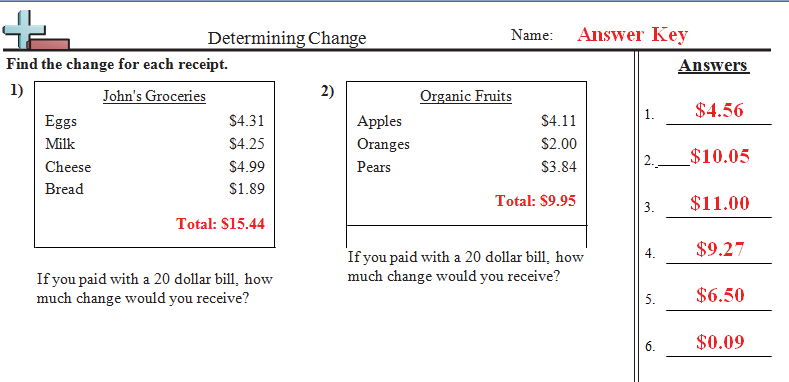 Determining Change
Name: Answer Key
Find the change for each receipt.
1)
John's Groceries
Eggs $4.31
Milk $4.25
Cheese $4.99
Bread $1.89
Total: $15.44
If you paid with a 20 dollar bill, how
much change would you receive?
2)
Organic Fruits
Apples $4.11
Oranges $2.00
Pears $3.84
Total: $9.95
If you paid with a 20 dollar bill, how
much change would you receive?
Answers
1. $4.56
2. $10.05
3. $11.00
4. $9.27
5. $6.50
6. $0.09